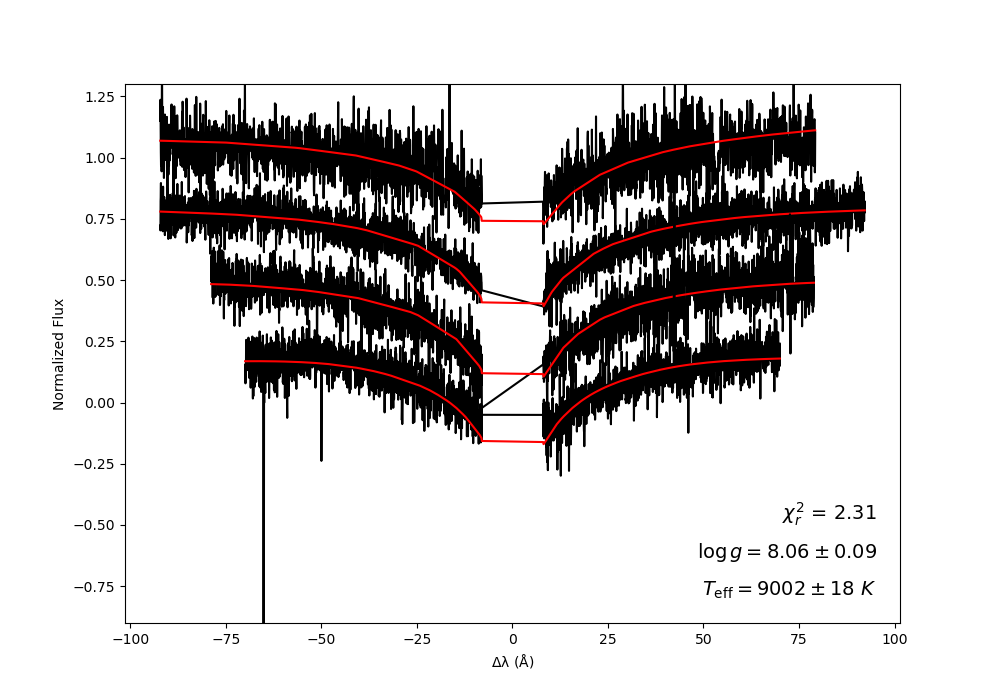 1.25
1.00
0.75
0.50
0.25
0.00
−0.25
−0.50
−0.75
Normalized Flux
χ²ᵣ = 2.31
log g = 8.06 ± 0.09
T_eff = 9002 ± 18 K
−100 −75 −50 −25 0 25 50 75 100
Δλ (Å)